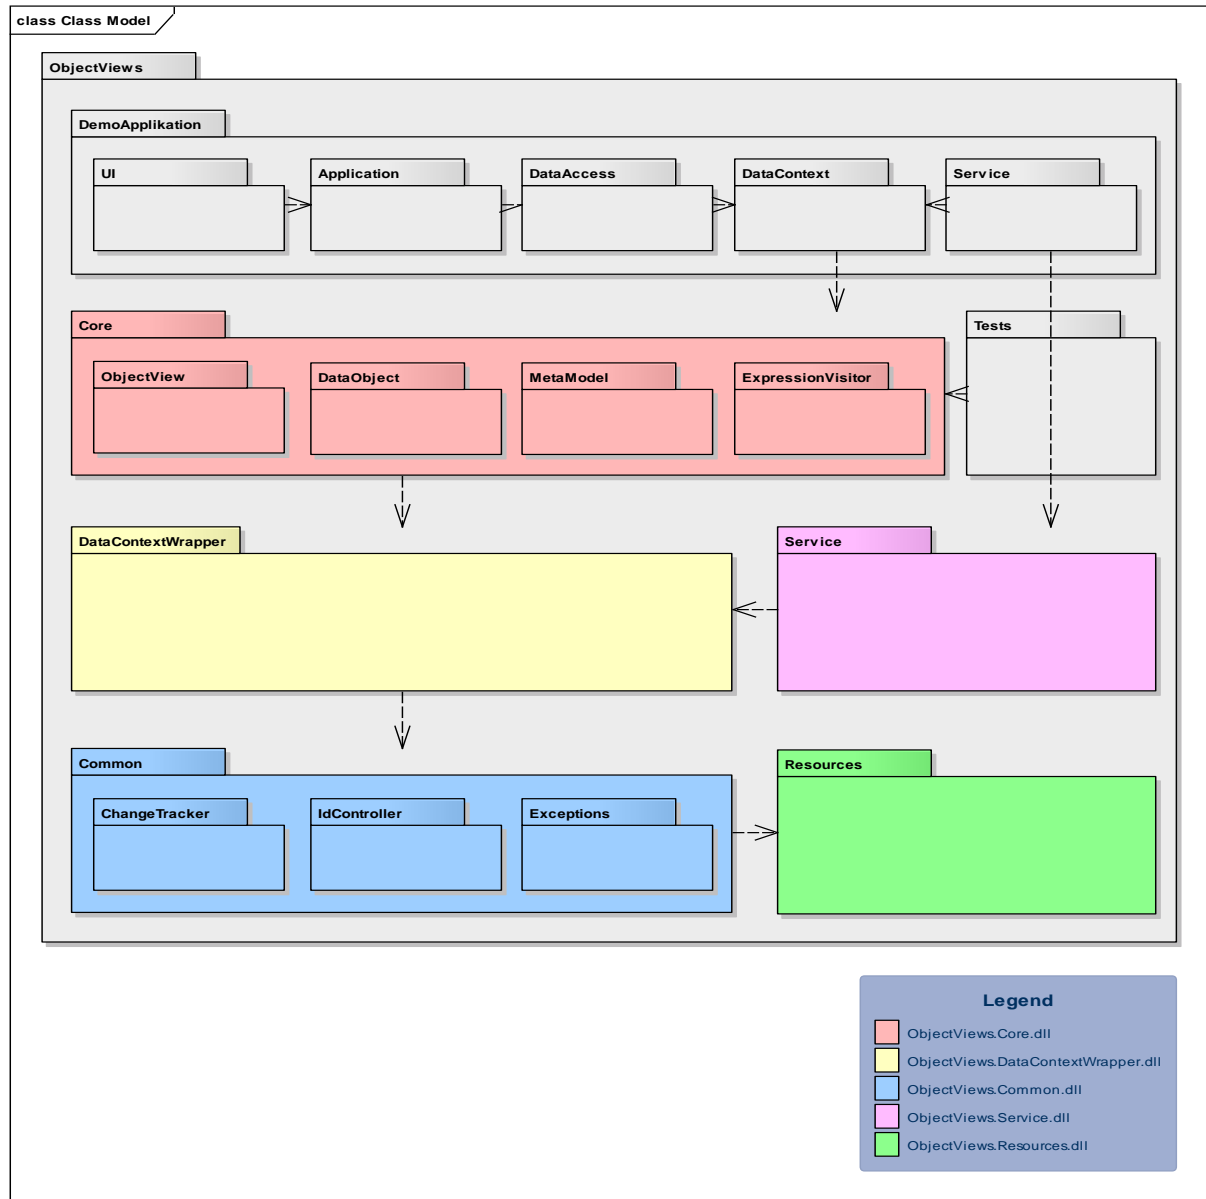 class Class Model
ObjectViews
DemoApplikation
UI
Application
DataAccess
DataContext
Service
Core
Tests
ObjectView
DataObject
MetaModel
ExpressionVisitor
DataContextWrapper
Service
Common
Resources
ChangeTracker
IdController
Exceptions
Legend
ObjectViews.Core.dll
ObjectViews.DataContextWrapper.dll
ObjectViews.Common.dll
ObjectViews.Service.dll
ObjectViews.Resources.dll